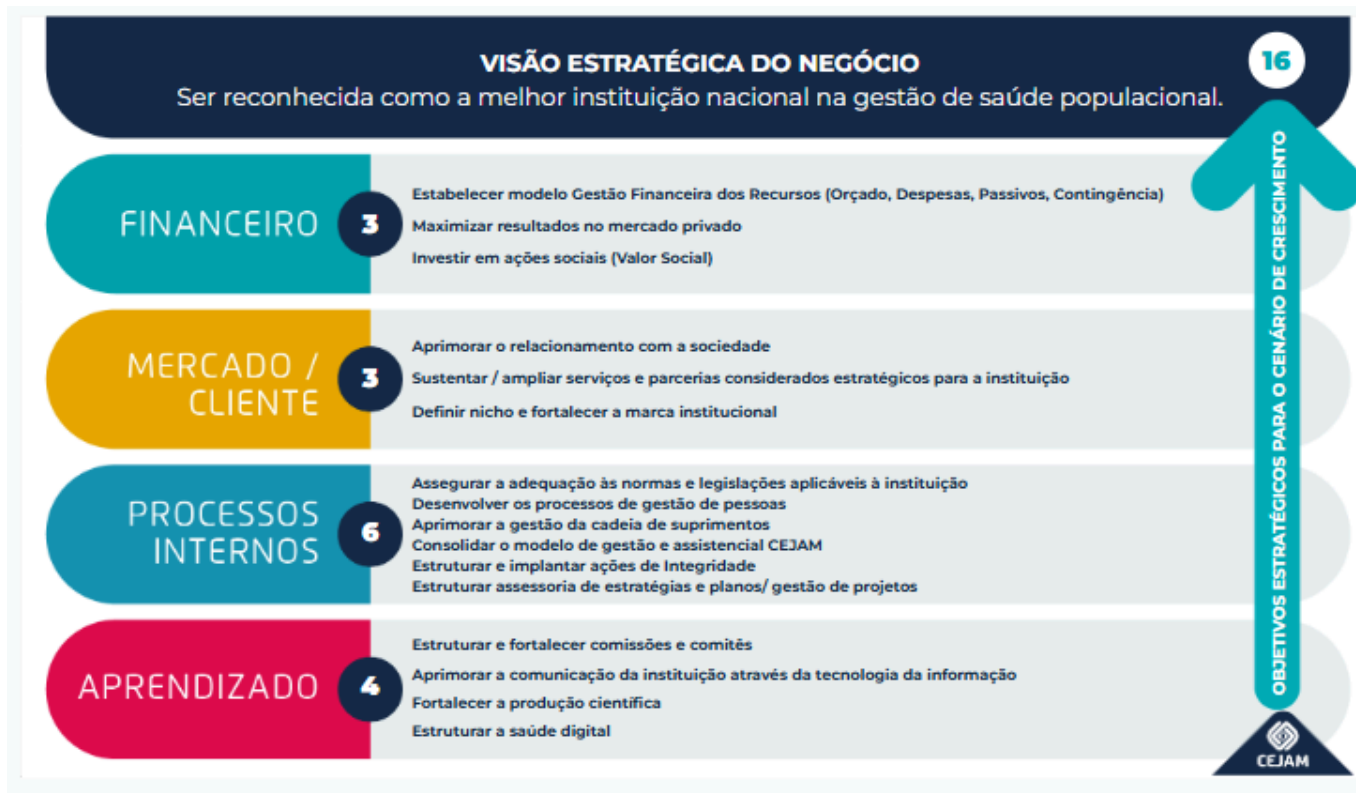 VISÃO ESTRATÉGICA DO NEGÓCIO
Ser reconhecida como a melhor instituição nacional na gestão de saúde populacional.
16
FINANCEIRO
3
Estabelecer modelo Gestão Financeira dos Recursos (Orçado, Despesas, Passivos, Contingência)
Maximizar resultados no mercado privado
Investir em ações sociais (Valor Social)
MERCADO /
CLIENTE
3
Aprimorar o relacionamento com a sociedade
Sustentar / ampliar serviços e parcerias considerados estratégicos para a instituição
Definir nicho e fortalecer a marca institucional
PROCESSOS
INTERNOS
6
Assegurar a adequação às normas e legislações aplicáveis à instituição
Desenvolver os processos de gestão de pessoas
Aprimorar a gestão da cadeia de suprimentos
Consolidar o modelo de gestão e assistencial CEJAM
Estruturar e implantar ações de Integridade
Estruturar assessoria de estratégias e planos/ gestão de projetos
APRENDIZADO
4
Estruturar e fortalecer comissões e comitês
Aprimorar a comunicação da instituição através da tecnologia da informação
Fortalecer a produção científica
Estruturar a saúde digital
OBJETIVOS ESTRATÉGICOS PARA O CENÁRIO DE CRESCIMENTO
CEJAM